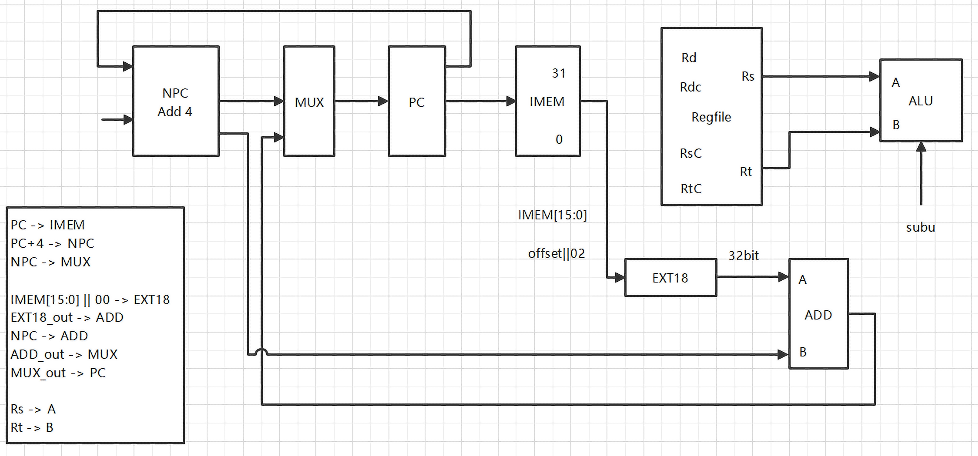 NPC
Add 4
MUX
PC
31
IMEM
0
Rd
Rdc
Regfile
RsC
RtC
Rs
Rt
A
ALU
B
subu
IMEM[15:0]
offset||02
EXT18
32bit
A
ADD
B
PC -> IMEM
PC+4 -> NPC
NPC -> MUX
IMEM[15:0] || 00 -> EXT18
EXT18_out -> ADD
NPC -> ADD
ADD_out -> MUX
MUX_out -> PC
Rs -> A
Rt -> B